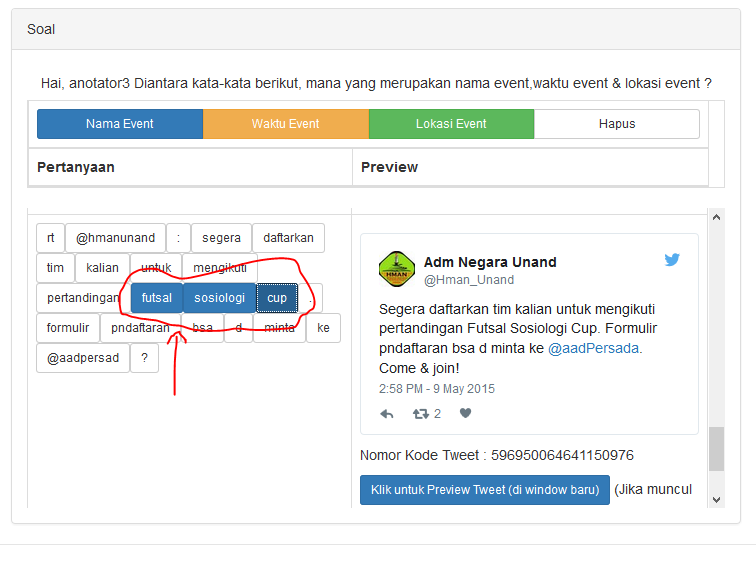 Soal
Hai, anotator3 Diantara kata-kata berikut, mana yang merupakan nama event,waktu event & lokasi event ?
Nama Event Waktu Event Lokasi Event Hapus
Pertanyaan Preview
rt @hmanunand : segera daftarkan
tim kalian untuk mengikuti
pertandingan futsal sosiologi cup .
formulir pndaftaran bsa d minta ke
@aadpersad ?
HMAN
Adm Negara Unand
@Hman_Unand
Segera daftarkan tim kalian untuk mengikuti
pertandingan Futsal Sosiologi Cup. Formulir
pndaftaran bsa d minta ke @aadPersada.
Come & join!
2:58 PM - 9 May 2015
2
Nomor Kode Tweet : 596950064641150976
Klik untuk Preview Tweet (di window baru) (Jika muncul